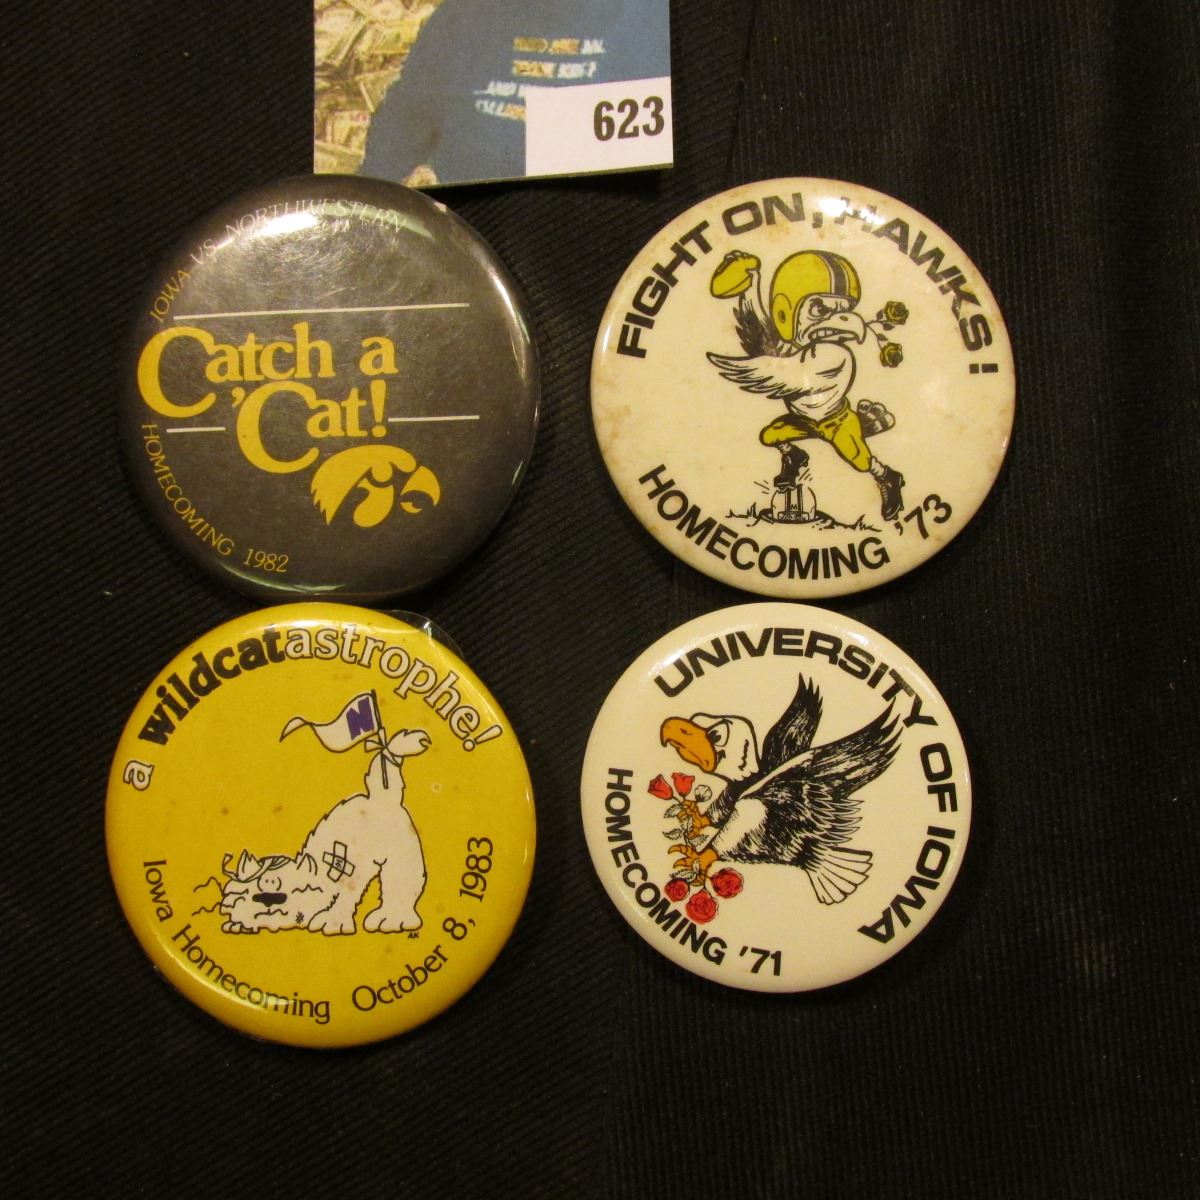 623
IOWA VS. NORTHWESTERN
Catch a
'Cat!
HOMECOMING 1982
FIGHT ON, HAWKS!
HOMECOMING '73
a wildcatastrophe!
N
Iowa Homecoming October 8, 1983
AK
UNIVERSITY OF IOWA
HOMECOMING '71